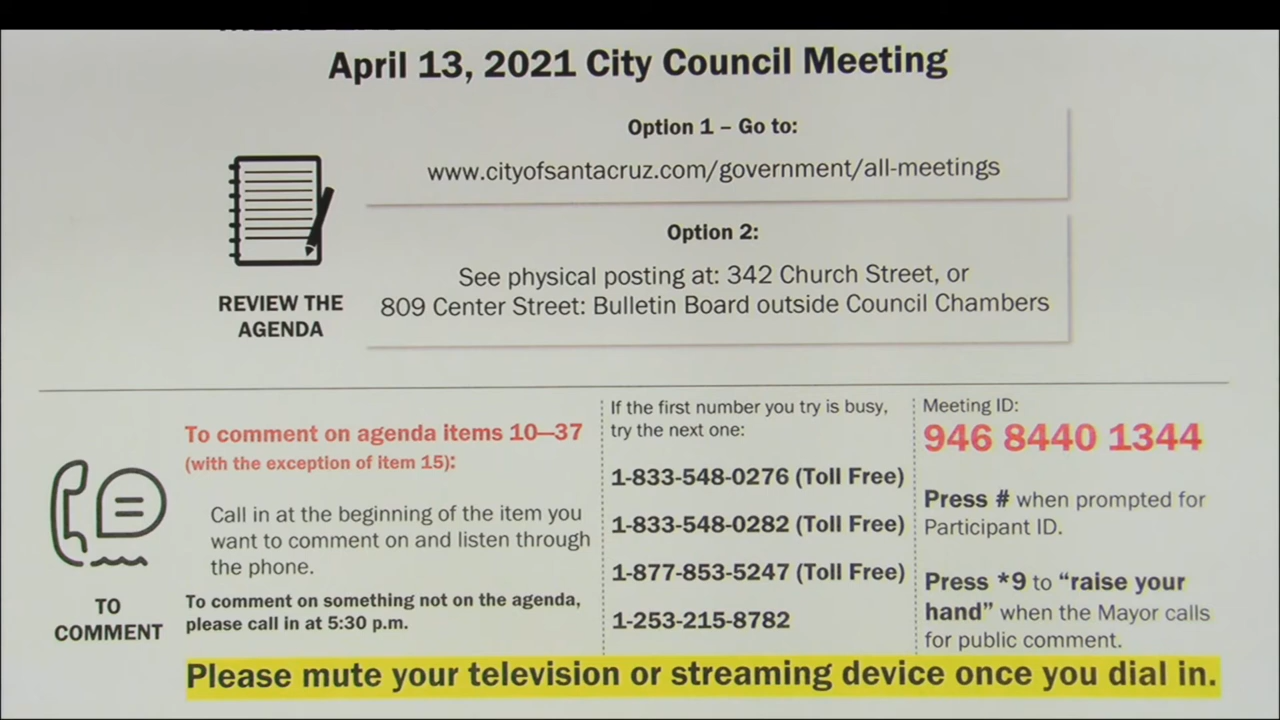 April 13, 2021 City Council Meeting
Option 1 – Go to:
www.cityofsantacruz.com/government/all-meetings
Option 2:
See physical posting at: 342 Church Street, or
809 Center Street: Bulletin Board outside Council Chambers
REVIEW THE
AGENDA
To comment on agenda items 10—37
(with the exception of item 15):
Call in at the beginning of the item you
want to comment on and listen through
the phone.
To comment on something not on the agenda,
please call in at 5:30 p.m.
TO
COMMENT
If the first number you try is busy,
try the next one:
1-833-548-0276 (Toll Free)
1-833-548-0282 (Toll Free)
1-877-853-5247 (Toll Free)
1-253-215-8782
Meeting ID:
946 8440 1344
Press # when prompted for
Participant ID.
Press *9 to “raise your
hand” when the Mayor calls
for public comment.
Please mute your television or streaming device once you dial in.